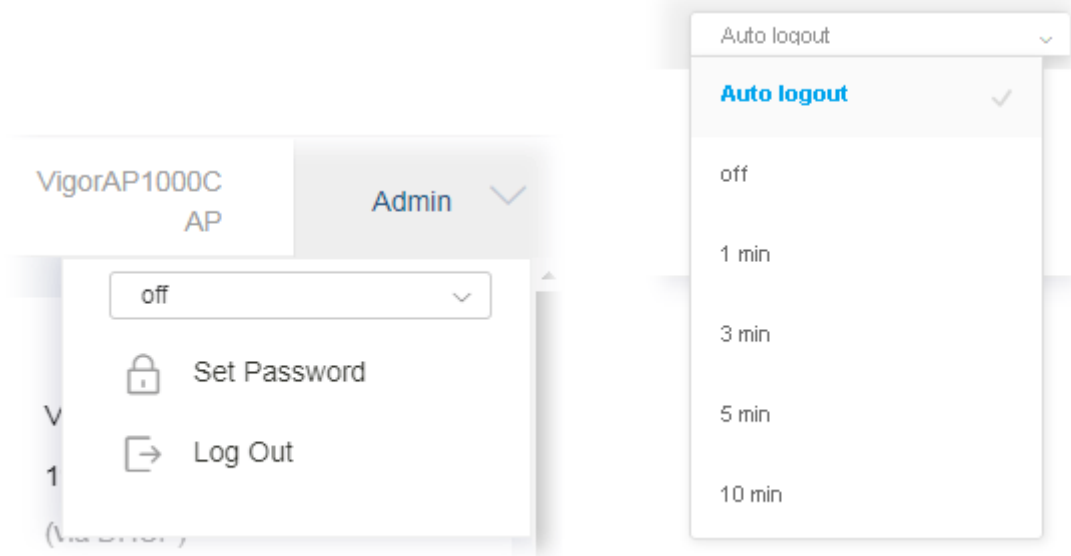 VigorAP1000C
AP
Admin
off
Set Password
Log Out
V
1
Auto logout
Auto logout
off
1 min
3 min
5 min
10 min